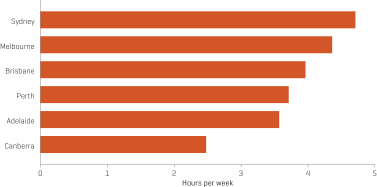 Sydney
Melbourne
Brisbane
Perth
Adelaide
Canberra
0 1 2 3 4 5
Hours per week